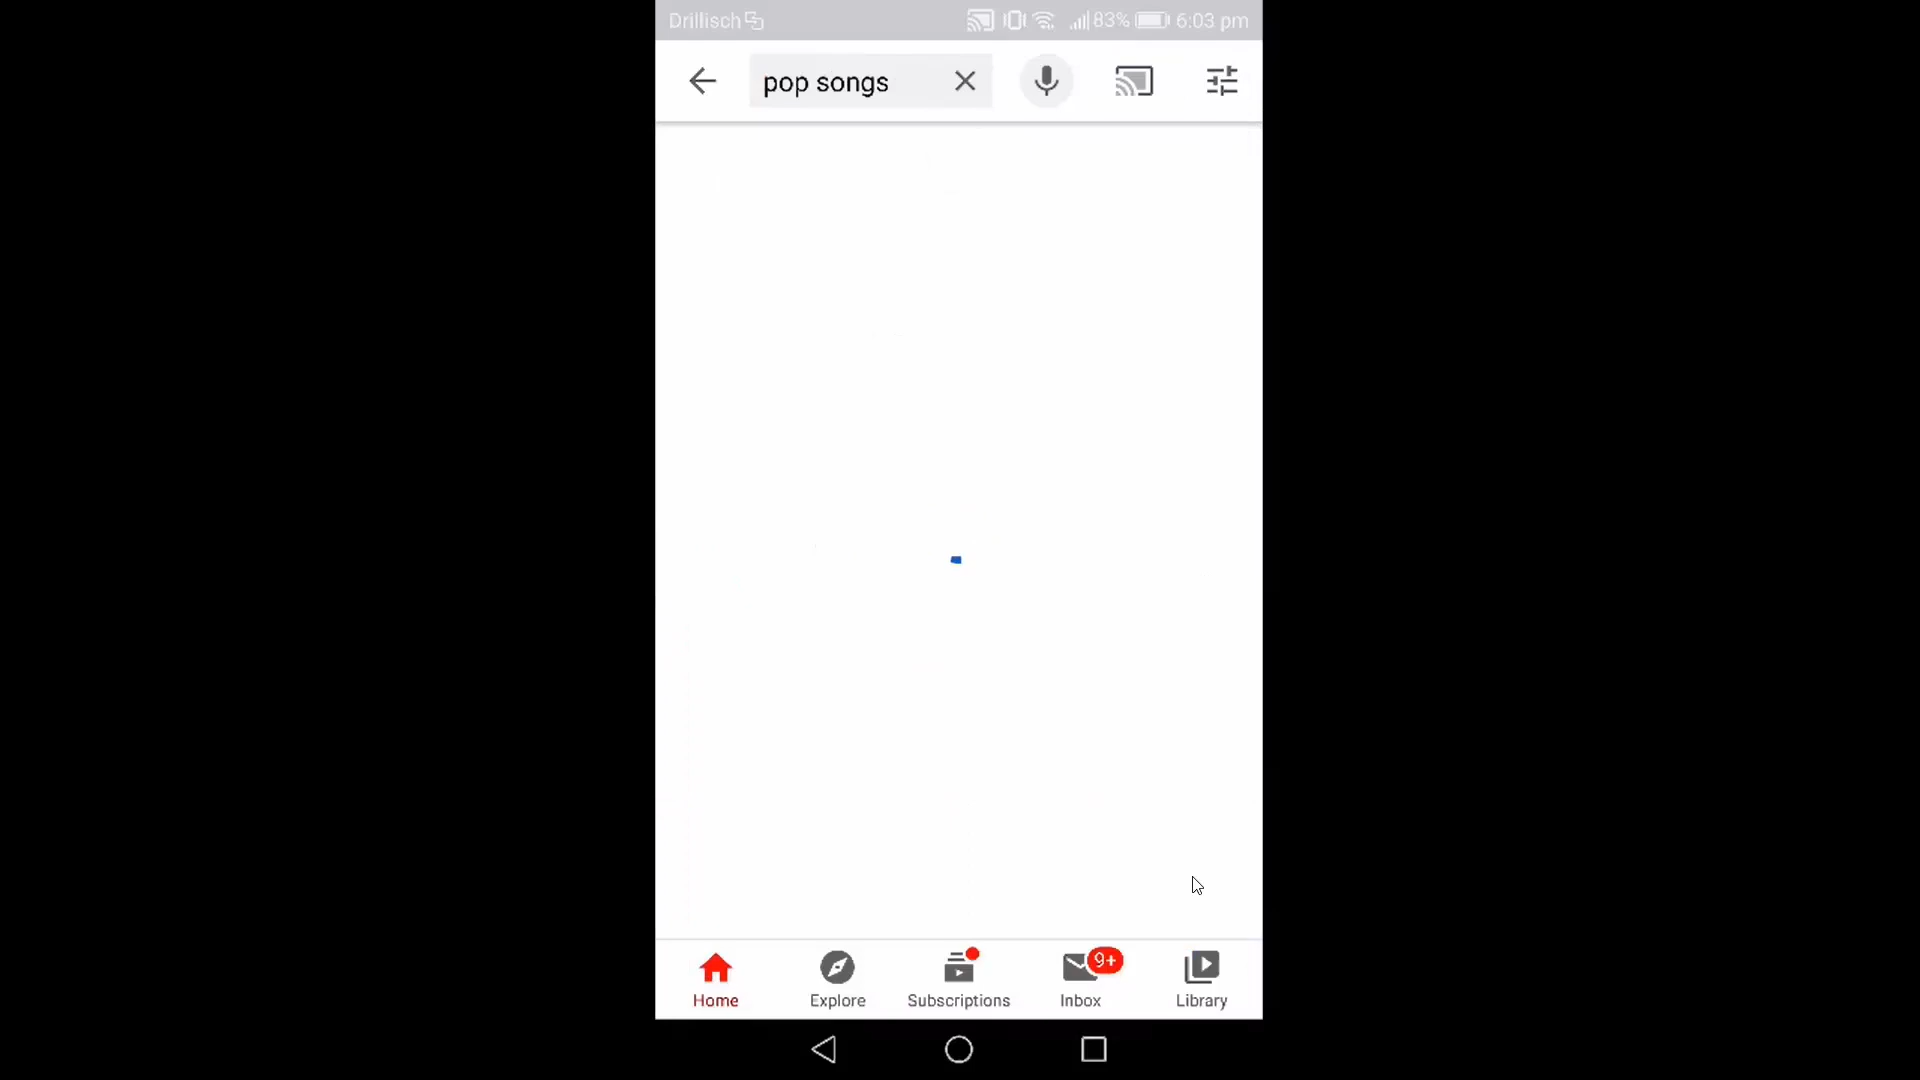 Drillisch 83% 6:03 pm
pop songs
9+
Home Explore Subscriptions Inbox Library